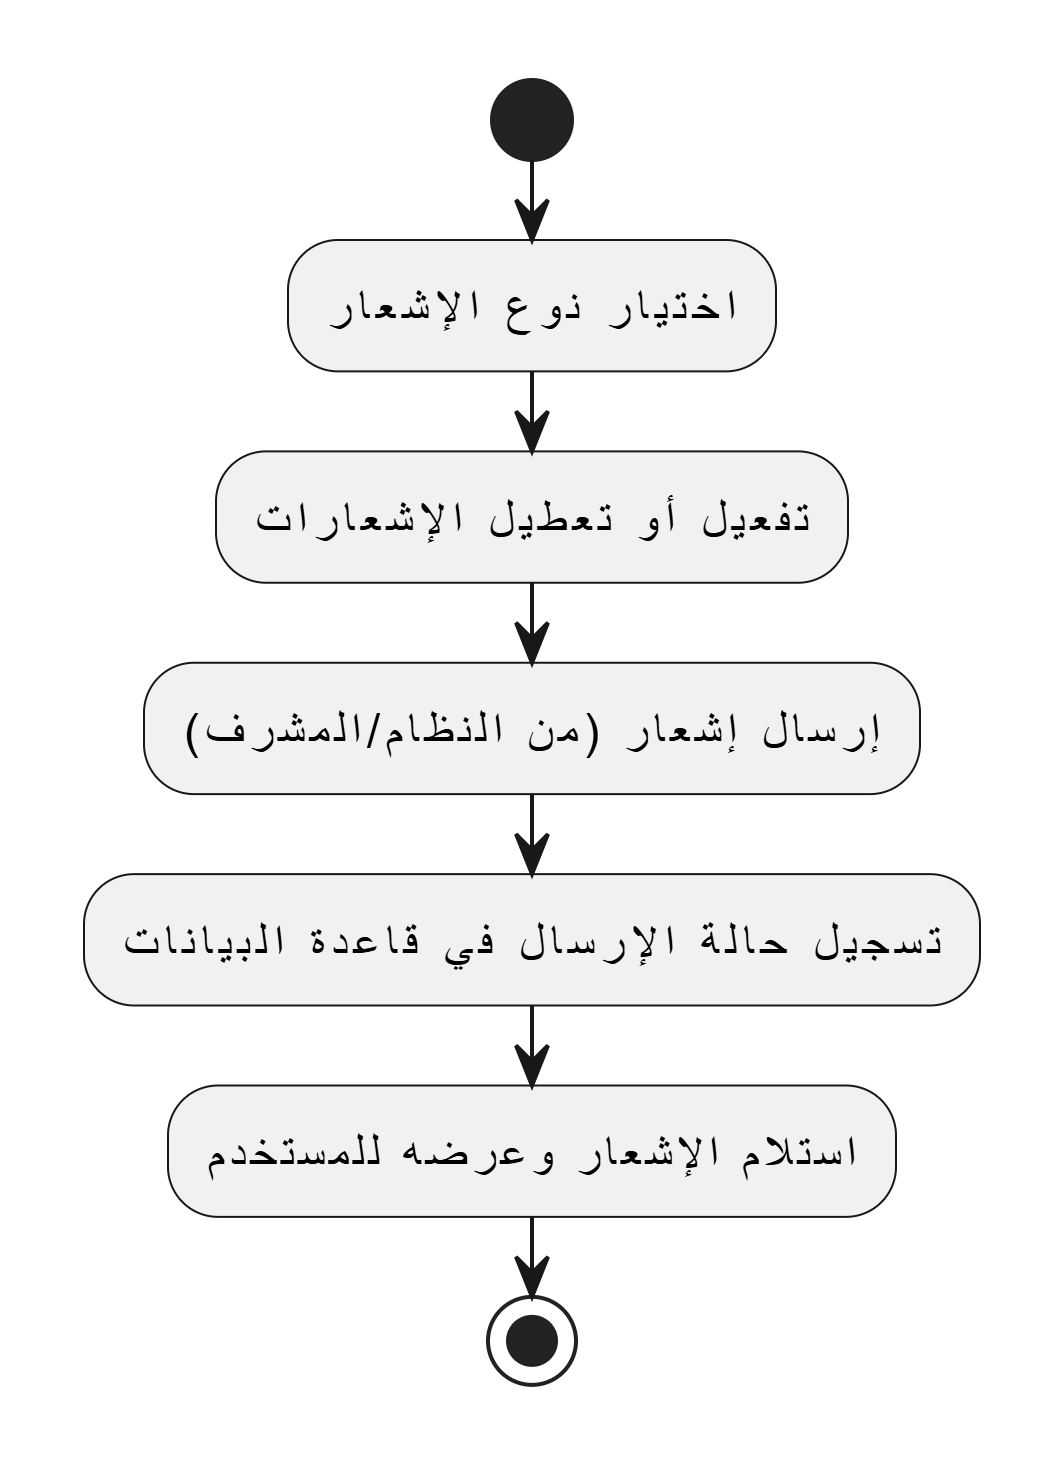 اختيار نوع الإشعار
تفعيل أو تعطيل الإشعارات
إرسال إشعار (من النظام/المشرف)
تسجيل حالة الإرسال في قاعدة البيانات
استلام الإشعار وعرضه للمستخدم